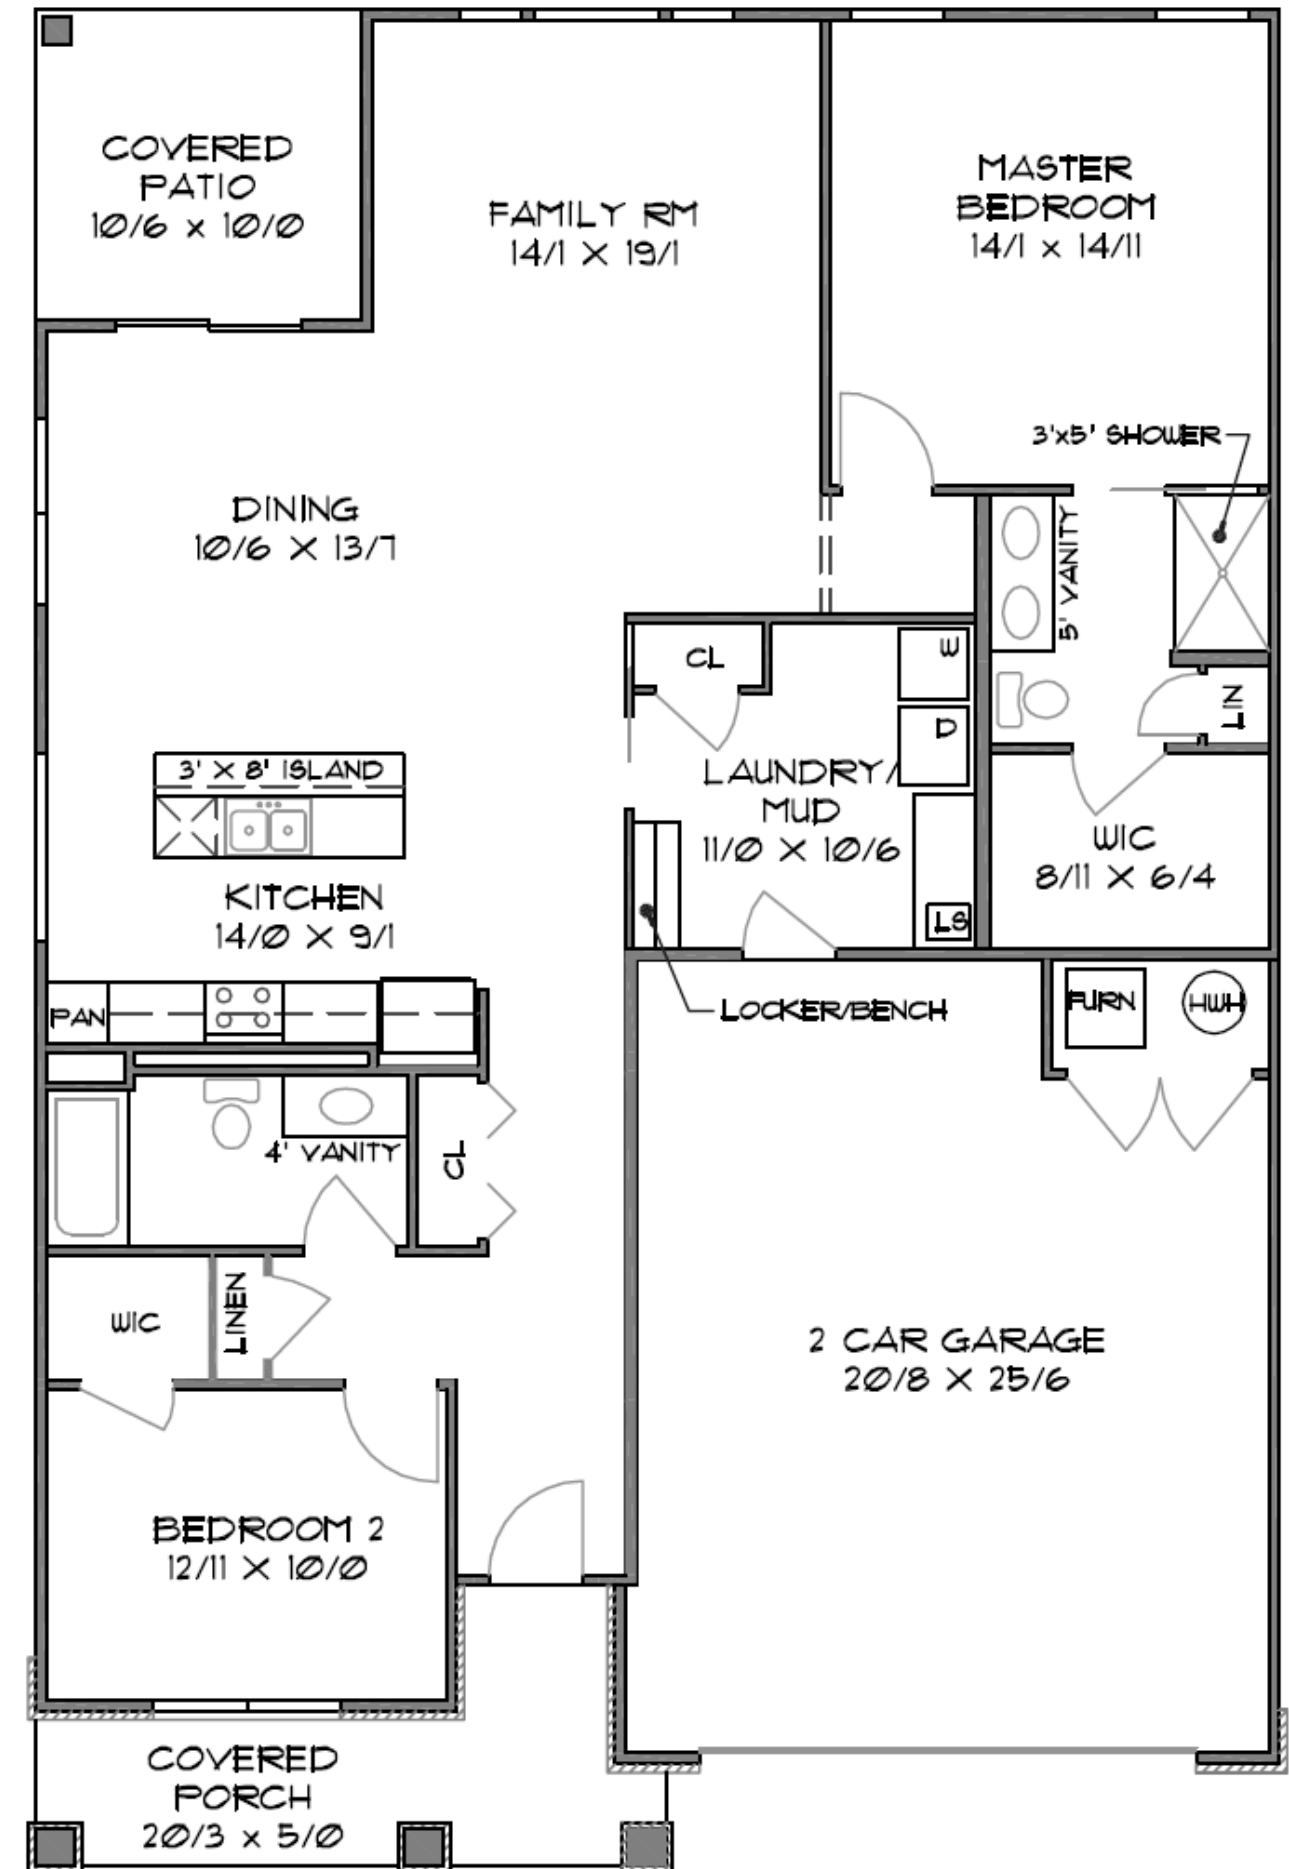 COVERED
PATIO
10/6 x 10/0
FAMILY RM
14/1 X 19/1
MASTER
BEDROOM
14/1 x 14/11
3'x5' SHOWER
DINING
10/6 X 13/7
5' VANITY
CL
W
D
LIN
3' X 8' ISLAND
LAUNDRY/
MUD
11/0 X 10/6
WIC
8/11 X 6/4
KITCHEN
14/0 X 9/1
LS
PAN
LOCKER/BENCH
FURN
HWH
4' VANITY
CL
WIC
LINEN
2 CAR GARAGE
20/8 X 25/6
BEDROOM 2
12/11 X 10/0
COVERED
PORCH
20/3 x 5/0